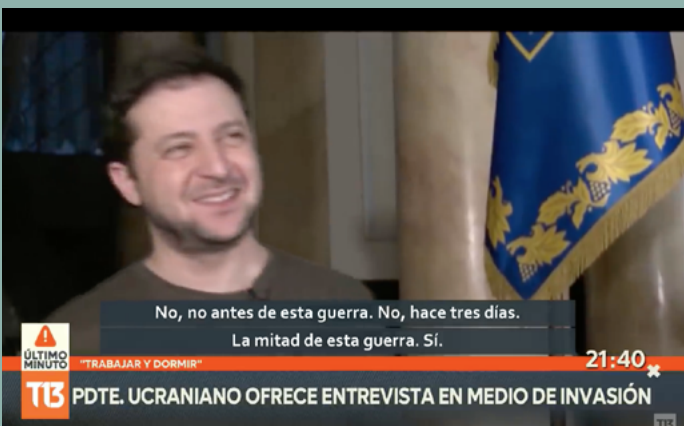 No, no antes de esta guerra. No, hace tres días.
La mitad de esta guerra. Sí.
ÚLTIMO
MINUTO
"TRABAJAR Y DORMIR"
21:40
T13
PDTE. UCRANIANO OFRECE ENTREVISTA EN MEDIO DE INVASIÓN
T13